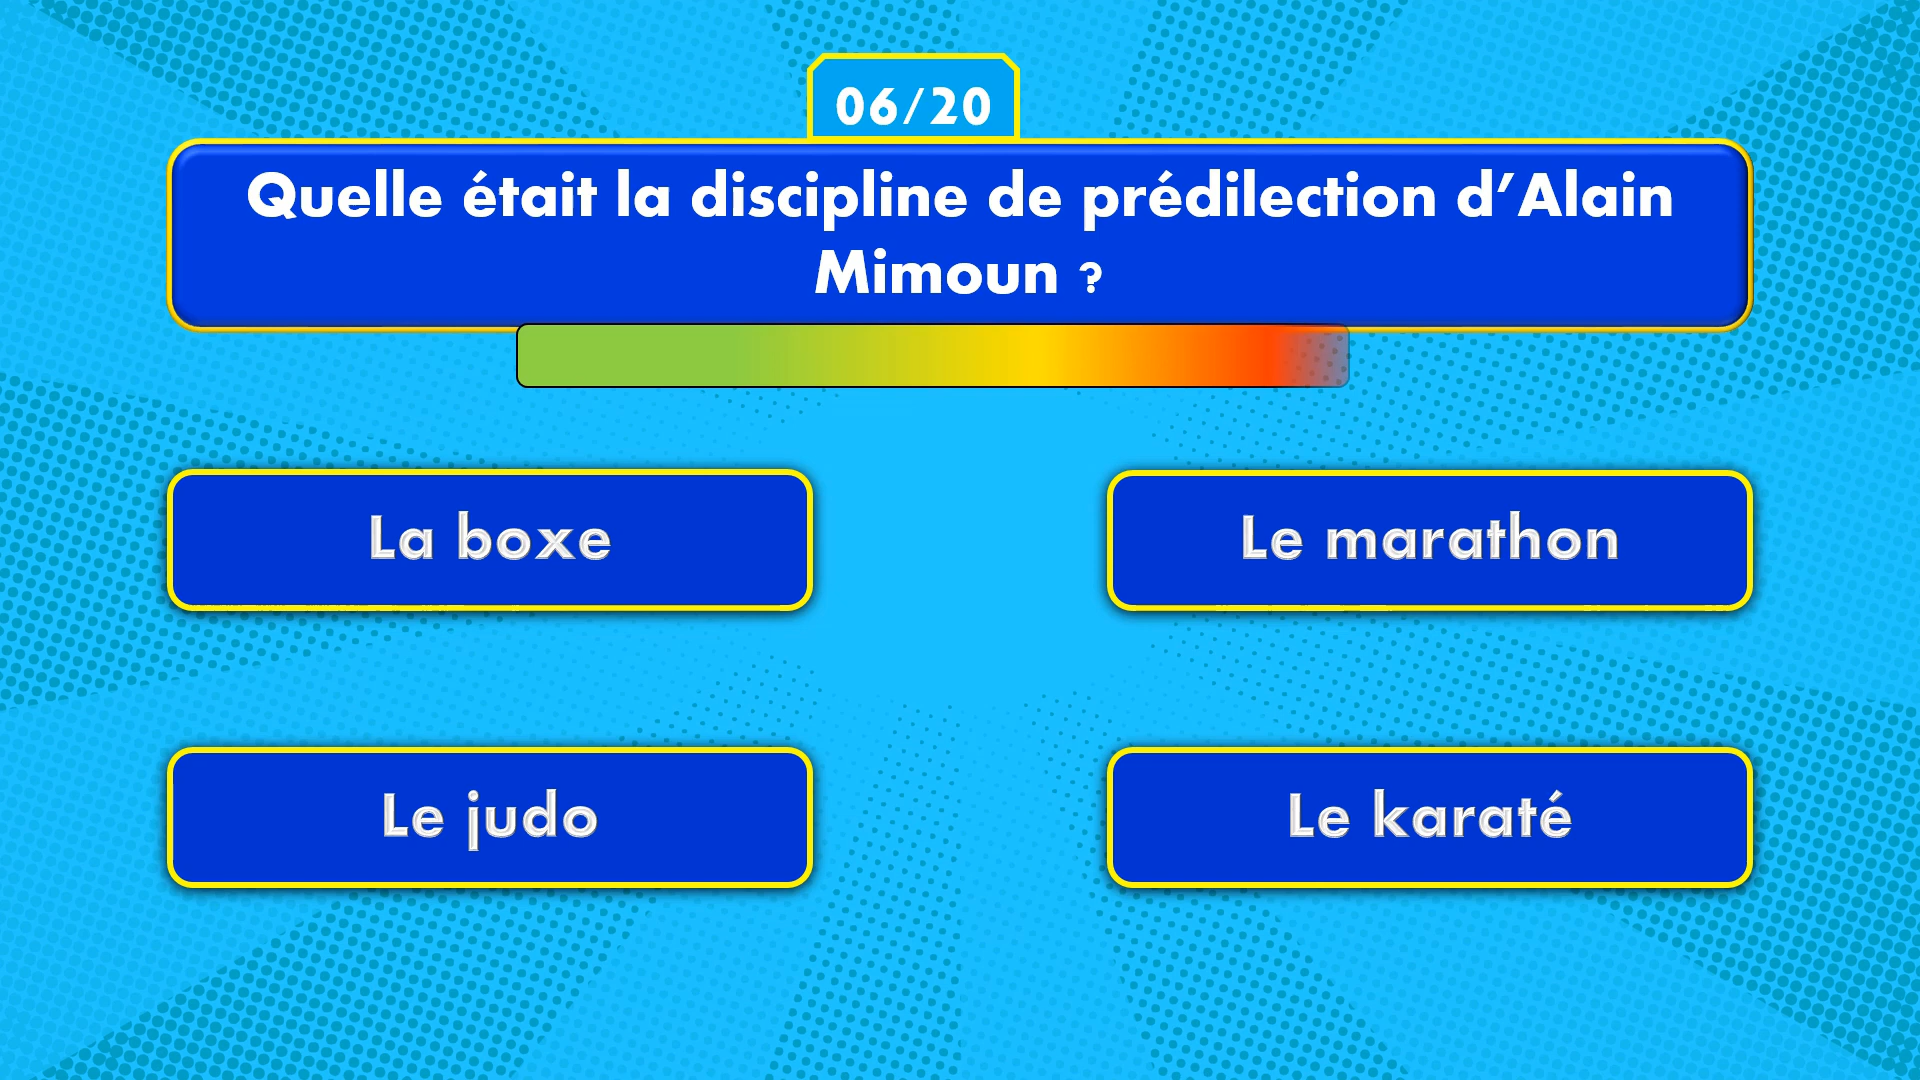 06/20
Quelle était la discipline de prédilection d’Alain
Mimoun ?
La boxe
Le marathon
Le judo
Le karaté